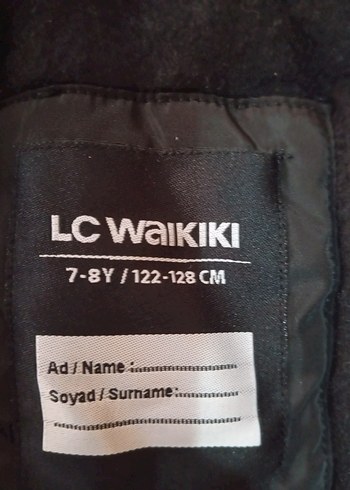 LC WAIKIKI
7-8Y / 122-128 CM
Ad / Name :
Soyad / Surname: